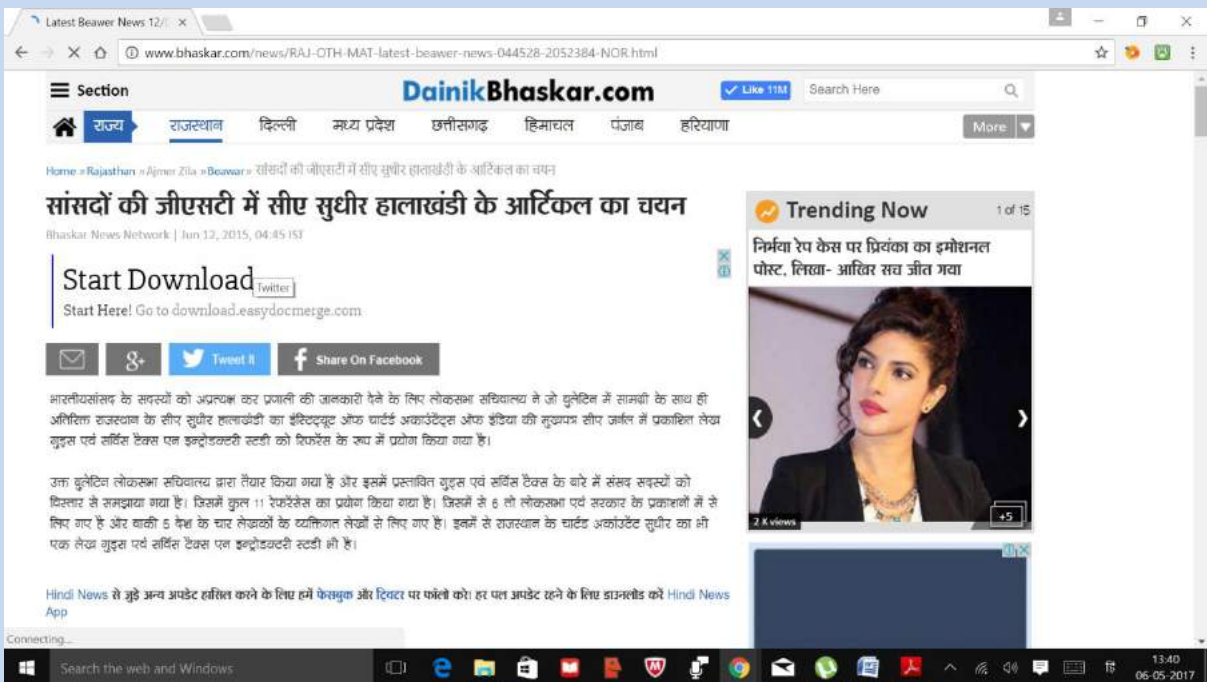 Latest Beawer News 12/
www.bhaskar.com/news/RAJ-OTH-MAT-latest-beawer-news-044528-2052384-NOR.html
Section
DainikBhaskar.com
Like 11M
Search Here
राज्य राजस्थान दिल्ली मध्य प्रदेश छत्तीसगढ़ हिमाचल पंजाब हरियाणा
More
Home » Rajasthan » Ajmer Zila » Beawar » सांसदों की जीएसटी में सीए सुधीर हालाखंडी के आर्टिकल का चयन
सांसदों की जीएसटी में सीए सुधीर हालाखंडी के आर्टिकल का चयन
Bhaskar News Network | Jun 12, 2015, 04:45 IST
Start Download
Twitter
Start Here! Go to download.easydocmerge.com
g+
Tweet It
Share On Facebook
भारतीयसांसद के सदस्यों को अप्रत्यक्ष कर प्रणाली की जानकारी देने के लिए लोकसभा सचिवालय ने जो बुलेटिन में सामग्री के साथ ही
अतिरिक्त राजस्थान के सीए सुधीर हालाखंडी का इंस्टिट्यूट ऑफ चार्टर्ड अकाउंटेंट्स ऑफ इंडिया की मुखपत्र सीए जर्नल में प्रकाशित लेख
गुड्स एवं सर्विस टैक्स एन इन्ट्रोडक्टरी स्टडी को रिफरेंस के रूप में प्रयोग किया गया है।
उक्त बुलेटिन लोकसभा सचिवालय द्वारा तैयार किया गया है और इसमें प्रस्तावित गुड्स एवं सर्विस टैक्स के बारे में संसद सदस्यों को
विस्तार से समझाया गया है। जिसमें कुल 11 रेफरेंसेस का प्रयोग किया गया है। जिसमें से 6 तो लोकसभा एवं सरकार के प्रकाशनों में से
लिए गए है और बाकी 5 देश के चार लेखकों के व्यक्तिगत लेखों से लिए गए है। इनमें से राजस्थान के चार्टर्ड अकांउटेंट सुधीर का भी
एक लेख गुड्स एवं सर्विस टैक्स एन इन्ट्रोडक्टरी स्टडी भी है।
Hindi News से जुड़े अन्य अपडेट हासिल करने के लिए हमें फेसबुक और ट्विटर पर फॉलो करें। हर पल अपडेट रहने के लिए डाउनलोड करें Hindi News
App
Trending Now
1 of 15
निर्भया रेप केस पर प्रियंका का इमोशनल
पोस्ट, लिखा- आखिर सच जीत गया
2 K views
+5
Connecting...
Search the web and Windows
13:40
06-05-2017